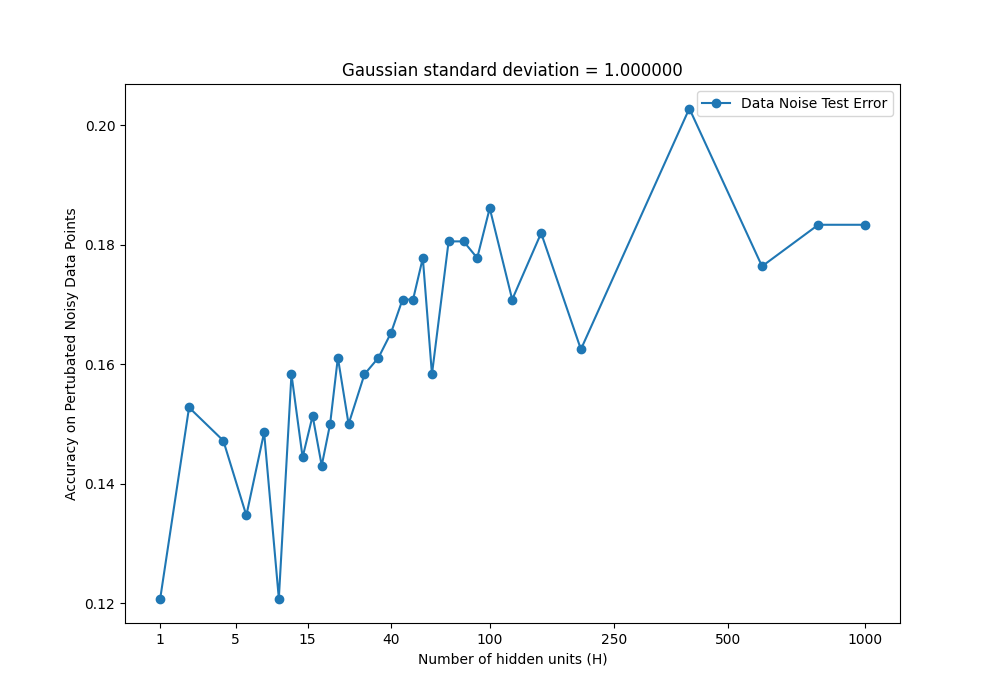 Gaussian standard deviation = 1.000000
Data Noise Test Error
Accuracy on Pertubated Noisy Data Points
0.20
0.18
0.16
0.14
0.12
1 5 15 40 100 250 500 1000
Number of hidden units (H)